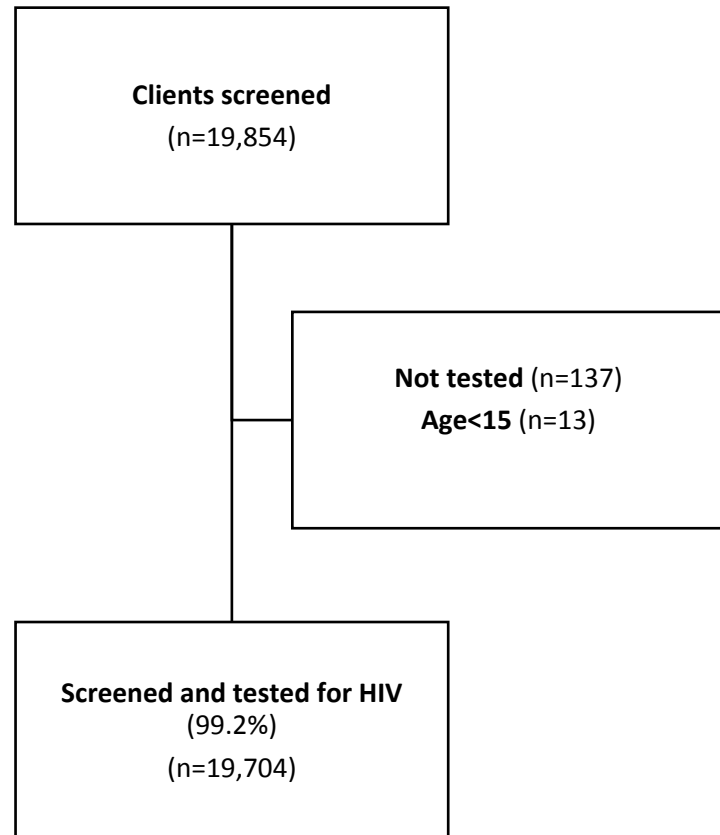 Clients screened
(n=19,854)
Not tested (n=137)
Age<15 (n=13)
Screened and tested for HIV
(99.2%)
(n=19,704)